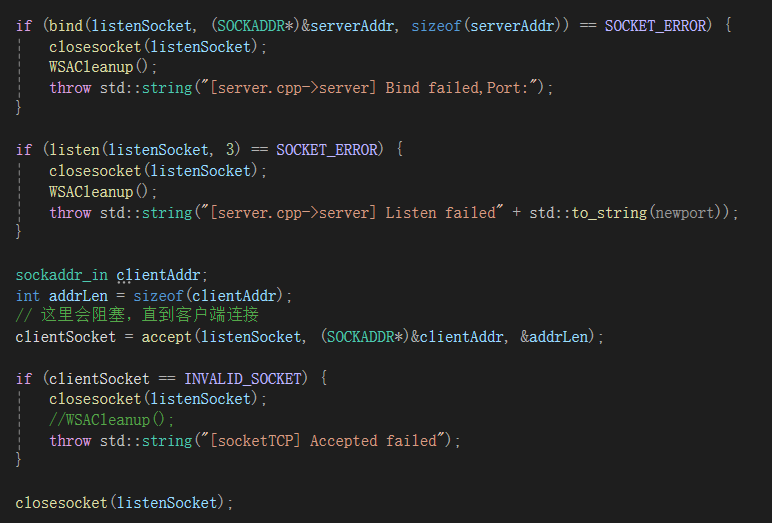 if (bind(listenSocket, (SOCKADDR*)&serverAddr, sizeof(serverAddr)) == SOCKET_ERROR) {
closesocket(listenSocket);
WSACleanup();
throw std::string("[server.cpp->server] Bind failed,Port:");
}
if (listen(listenSocket, 3) == SOCKET_ERROR) {
closesocket(listenSocket);
WSACleanup();
throw std::string("[server.cpp->server] Listen failed" + std::to_string(newport));
}
sockaddr_in clientAddr;
int addrLen = sizeof(clientAddr);
// 这里会阻塞，直到客户端连接
clientSocket = accept(listenSocket, (SOCKADDR*)&clientAddr, &addrLen);
if (clientSocket == INVALID_SOCKET) {
closesocket(listenSocket);
//WSACleanup();
throw std::string("[socketTCP] Accepted failed");
}
closesocket(listenSocket);